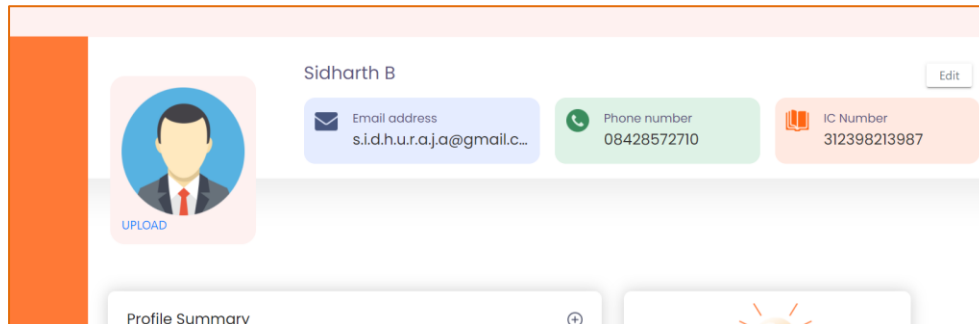 Sidharth B
Edit
Email address
s.i.d.h.u.r.a.j.a@gmail.c...
Phone number
08428572710
IC Number
312398213987
UPLOAD
Profile Summary